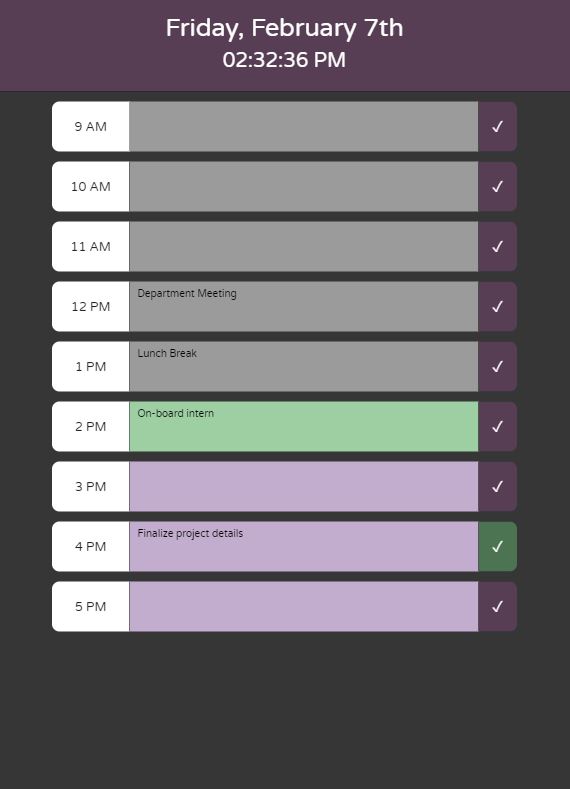 Friday, February 7th
02:32:36 PM
9 AM ✓
10 AM ✓
11 AM ✓
12 PM Department Meeting ✓
1 PM Lunch Break ✓
2 PM On-board intern ✓
3 PM ✓
4 PM Finalize project details ✓
5 PM ✓